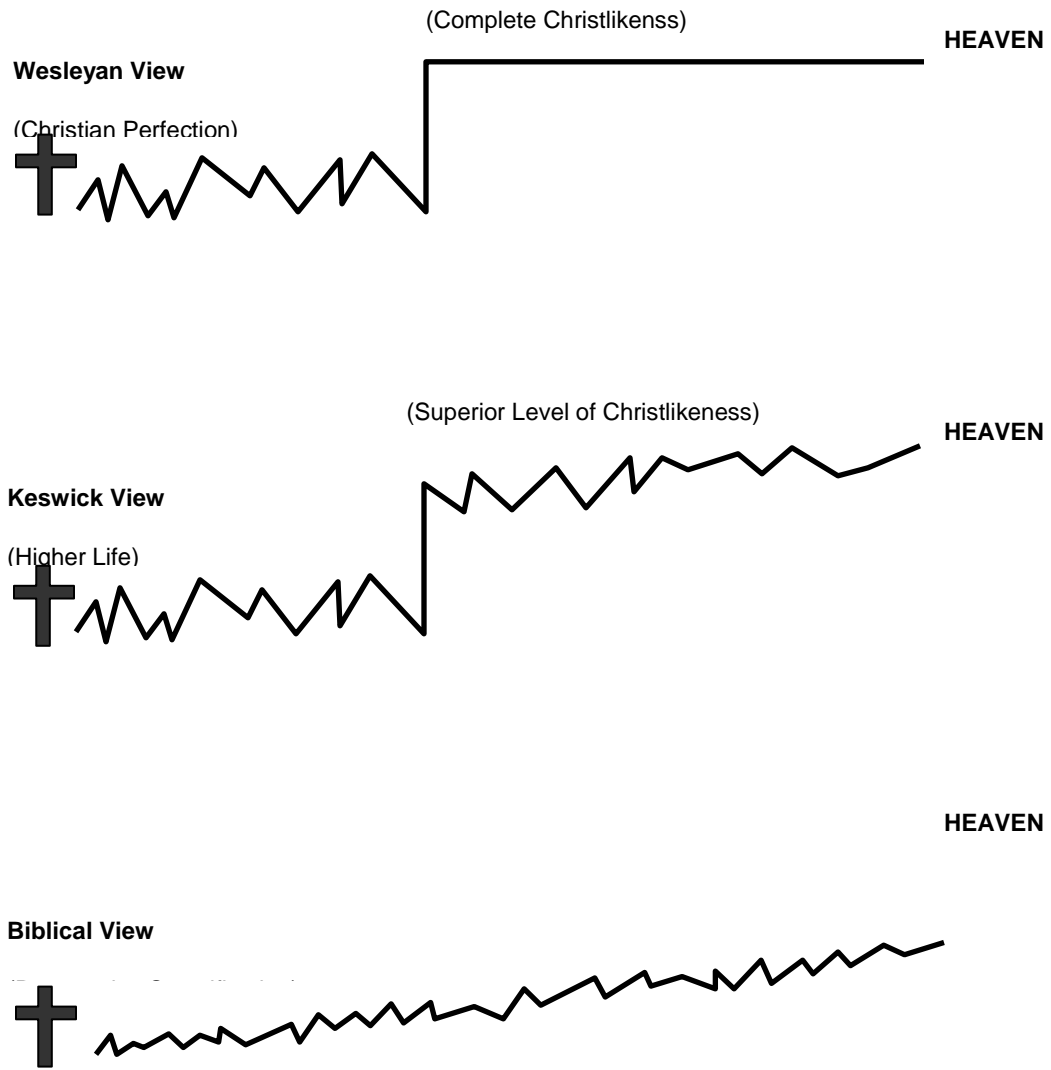 (Complete Christlikenss)
HEAVEN
Wesleyan View
(Christian Perfection)
(Superior Level of Christlikeness)
HEAVEN
Keswick View
(Higher Life)
HEAVEN
Biblical View